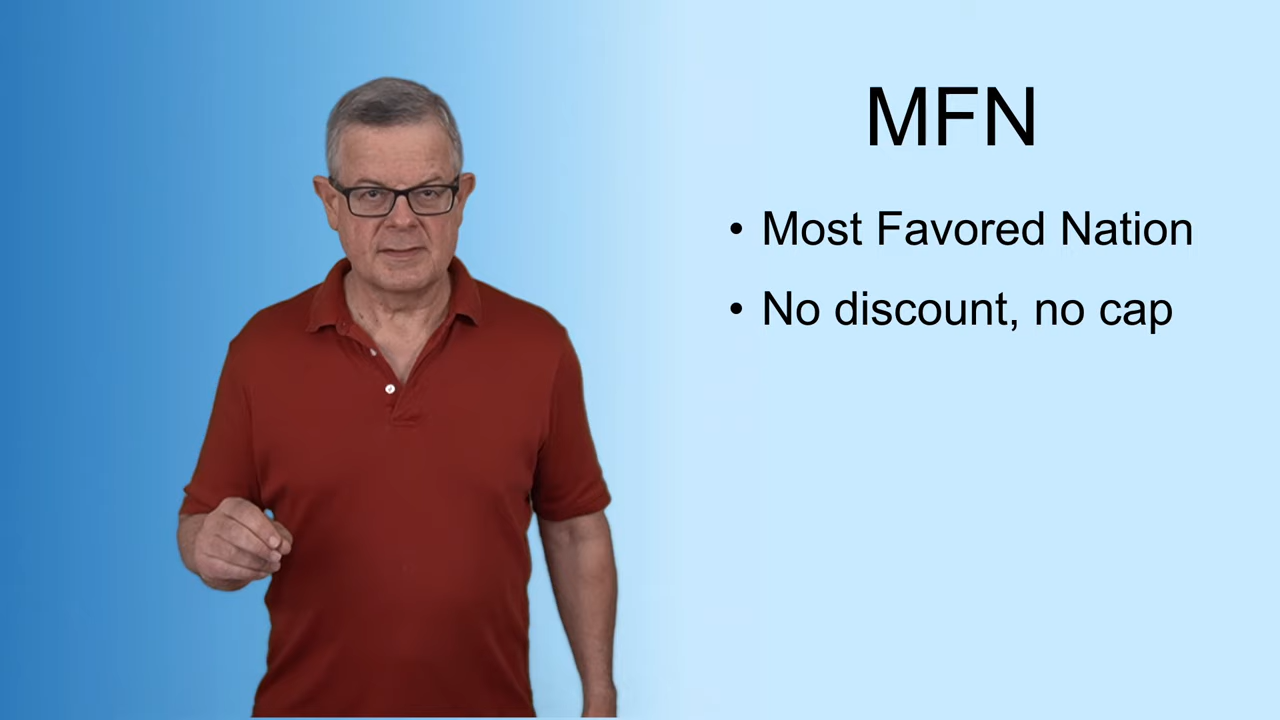 MFN
• Most Favored Nation
• No discount, no cap